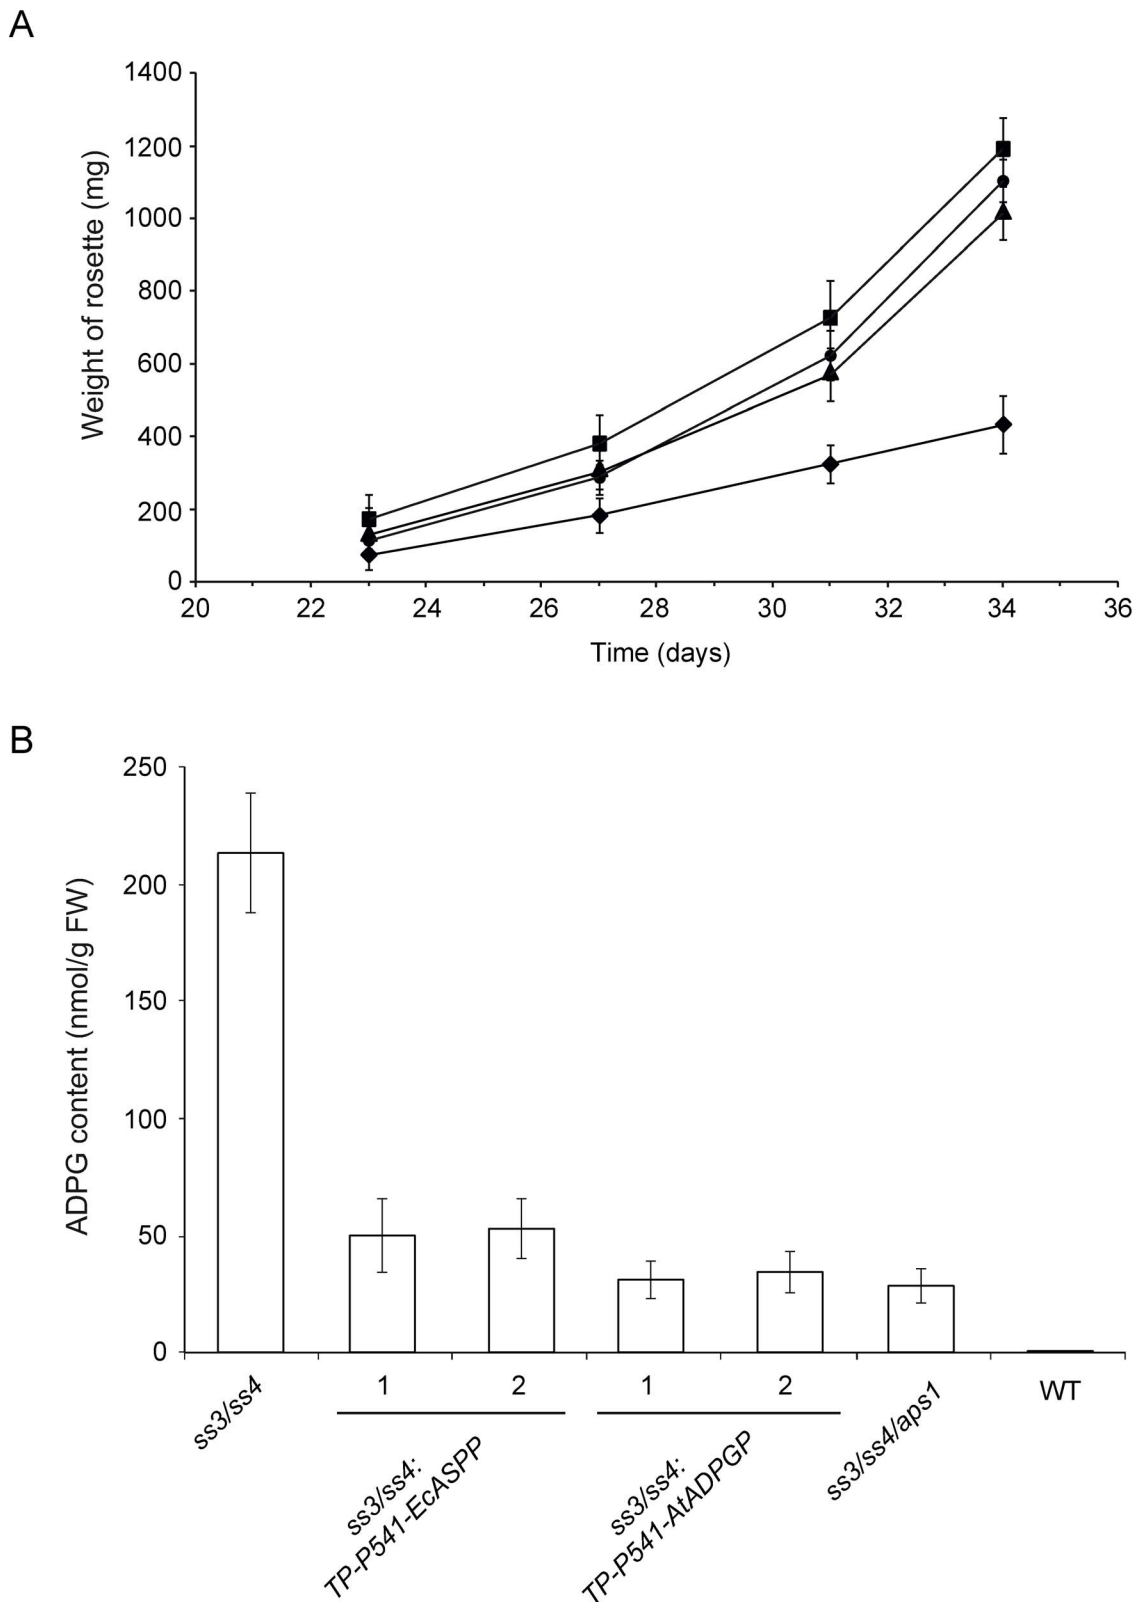 A
1400
1200
1000
800
600
400
200
0
Weight of rosette (mg)
20 22 24 26 28 30 32 34 36
Time (days)
B
250
200
150
100
50
0
ADPG content (nmol/g FW)
ss3/ss4
1 2
ss3/ss4:
TP-P541-EcASPP
1 2
ss3/ss4:
TP-P541-AtADPGP
ss3/ss4/aps1
WT